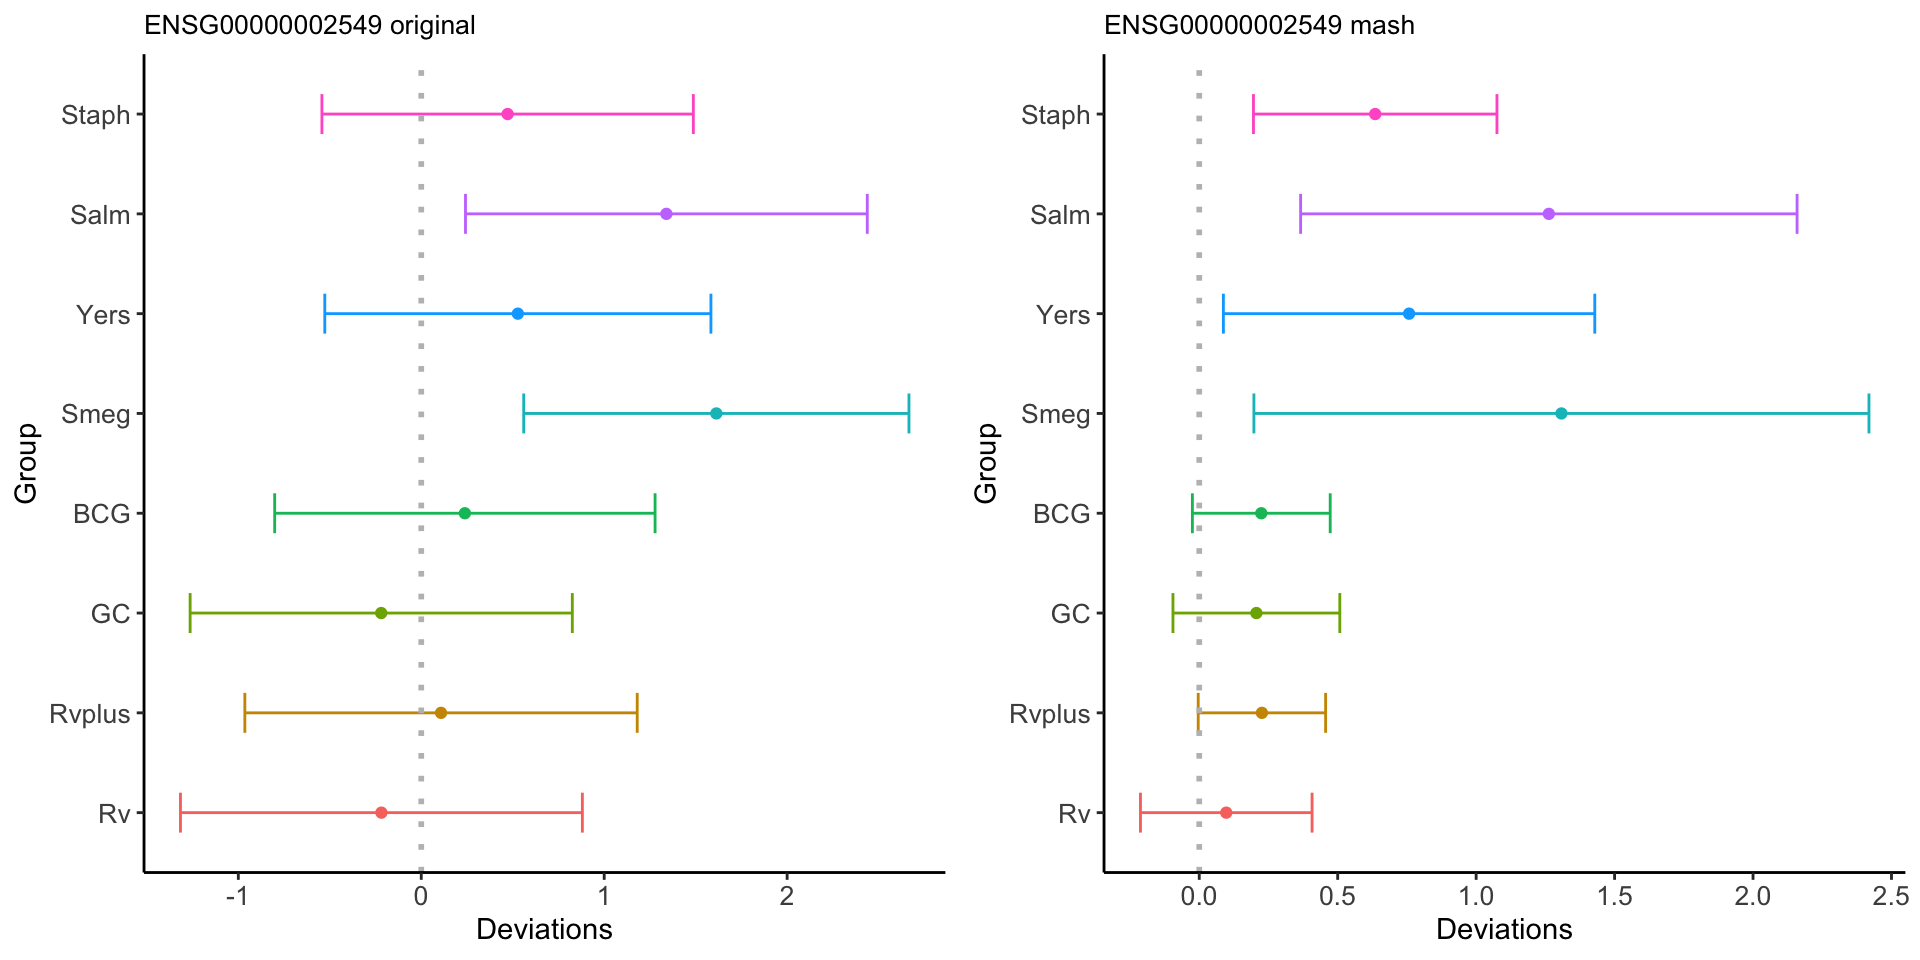 ENSG00000002549 original
Group
Staph
Salm
Yers
Smeg
BCG
GC
Rvplus
Rv
-1 0 1 2
Deviations
ENSG00000002549 mash
Group
Staph
Salm
Yers
Smeg
BCG
GC
Rvplus
Rv
0.0 0.5 1.0 1.5 2.0 2.5
Deviations